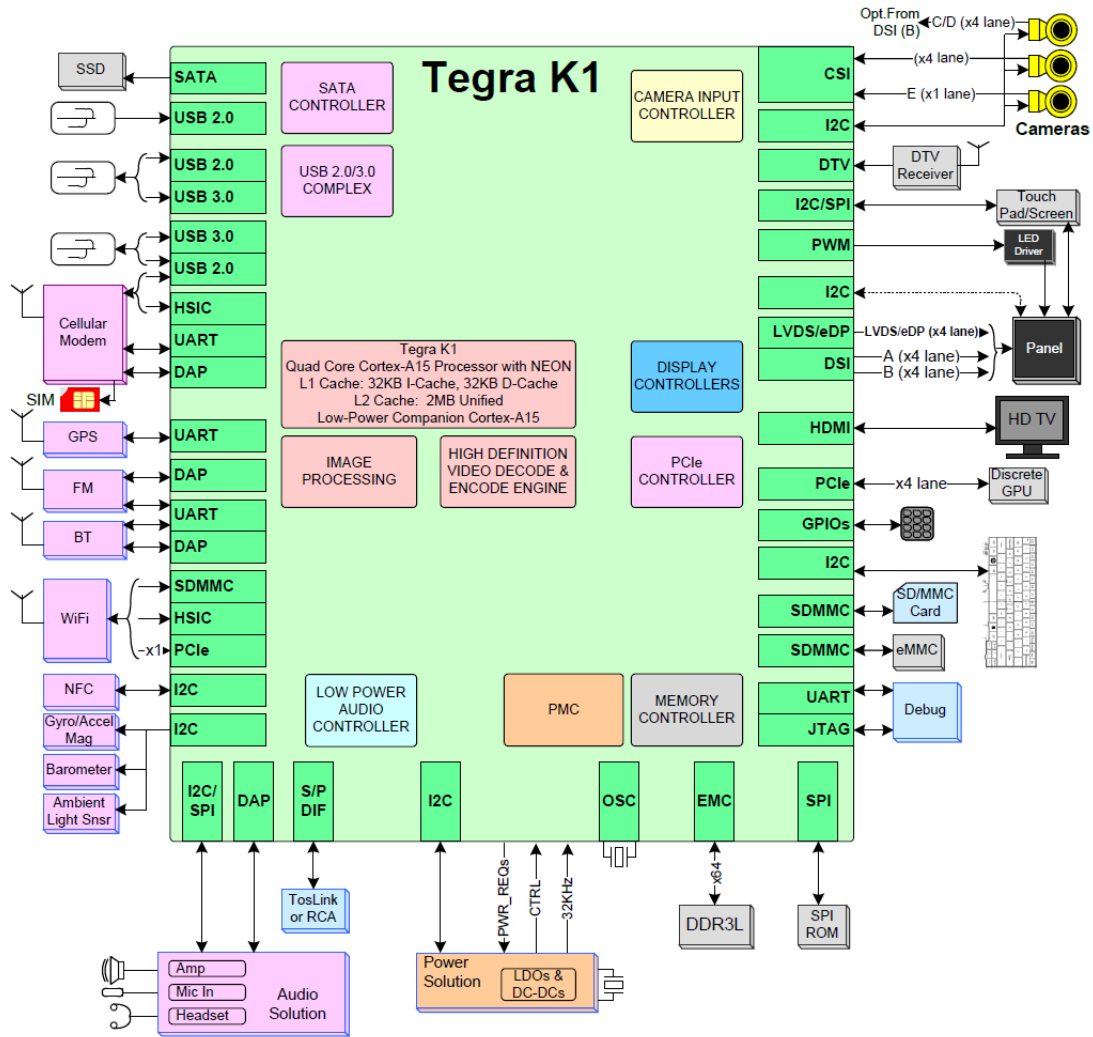 Tegra K1
SSD
SATA
USB 2.0
USB 2.0
USB 3.0
USB 3.0
USB 2.0
HSIC
UART
DAP
Cellular
Modem
SIM
GPS
UART
FM
DAP
UART
BT
DAP
WiFi
SDMMC
HSIC
x1
PCIe
NFC
I2C
Gyro/Accel
Mag
I2C
Barometer
Ambient
Light Snsr
SATA
CONTROLLER
USB 2.0/3.0
COMPLEX
CAMERA INPUT
CONTROLLER
Tegra K1
Quad Core Cortex-A15 Processor with NEON
L1 Cache: 32KB I-Cache, 32KB D-Cache
L2 Cache: 2MB Unified
Low-Power Companion Cortex-A15
IMAGE
PROCESSING
HIGH DEFINITION
VIDEO DECODE &
ENCODE ENGINE
DISPLAY
CONTROLLERS
PCIe
CONTROLLER
LOW POWER
AUDIO
CONTROLLER
PMC
MEMORY
CONTROLLER
Opt.From
DSI (B)
C/D (x4 lane)
(x4 lane)
E (x1 lane)
Cameras
CSI
I2C
DTV
DTV
Receiver
I2C/SPI
Touch
Pad/Screen
PWM
LED
Driver
I2C
LVDS/eDP
LVDS/eDP (x4 lane)
DSI
A (x4 lane)
B (x4 lane)
Panel
HDMI
HD TV
PCIe
x4 lane
Discrete
GPU
GPIOs
I2C
SDMMC
SD/MMC
Card
SDMMC
eMMC
UART
JTAG
Debug
I2C/
SPI
DAP
S/P
DIF
I2C
OSC
EMC
SPI
TosLink
or RCA
PWR_REQs
CTRL
32KHz
x64
DDR3L
SPI
ROM
Amp
Mic In
Headset
Audio
Solution
Power
Solution
LDOs &
DC-DCs